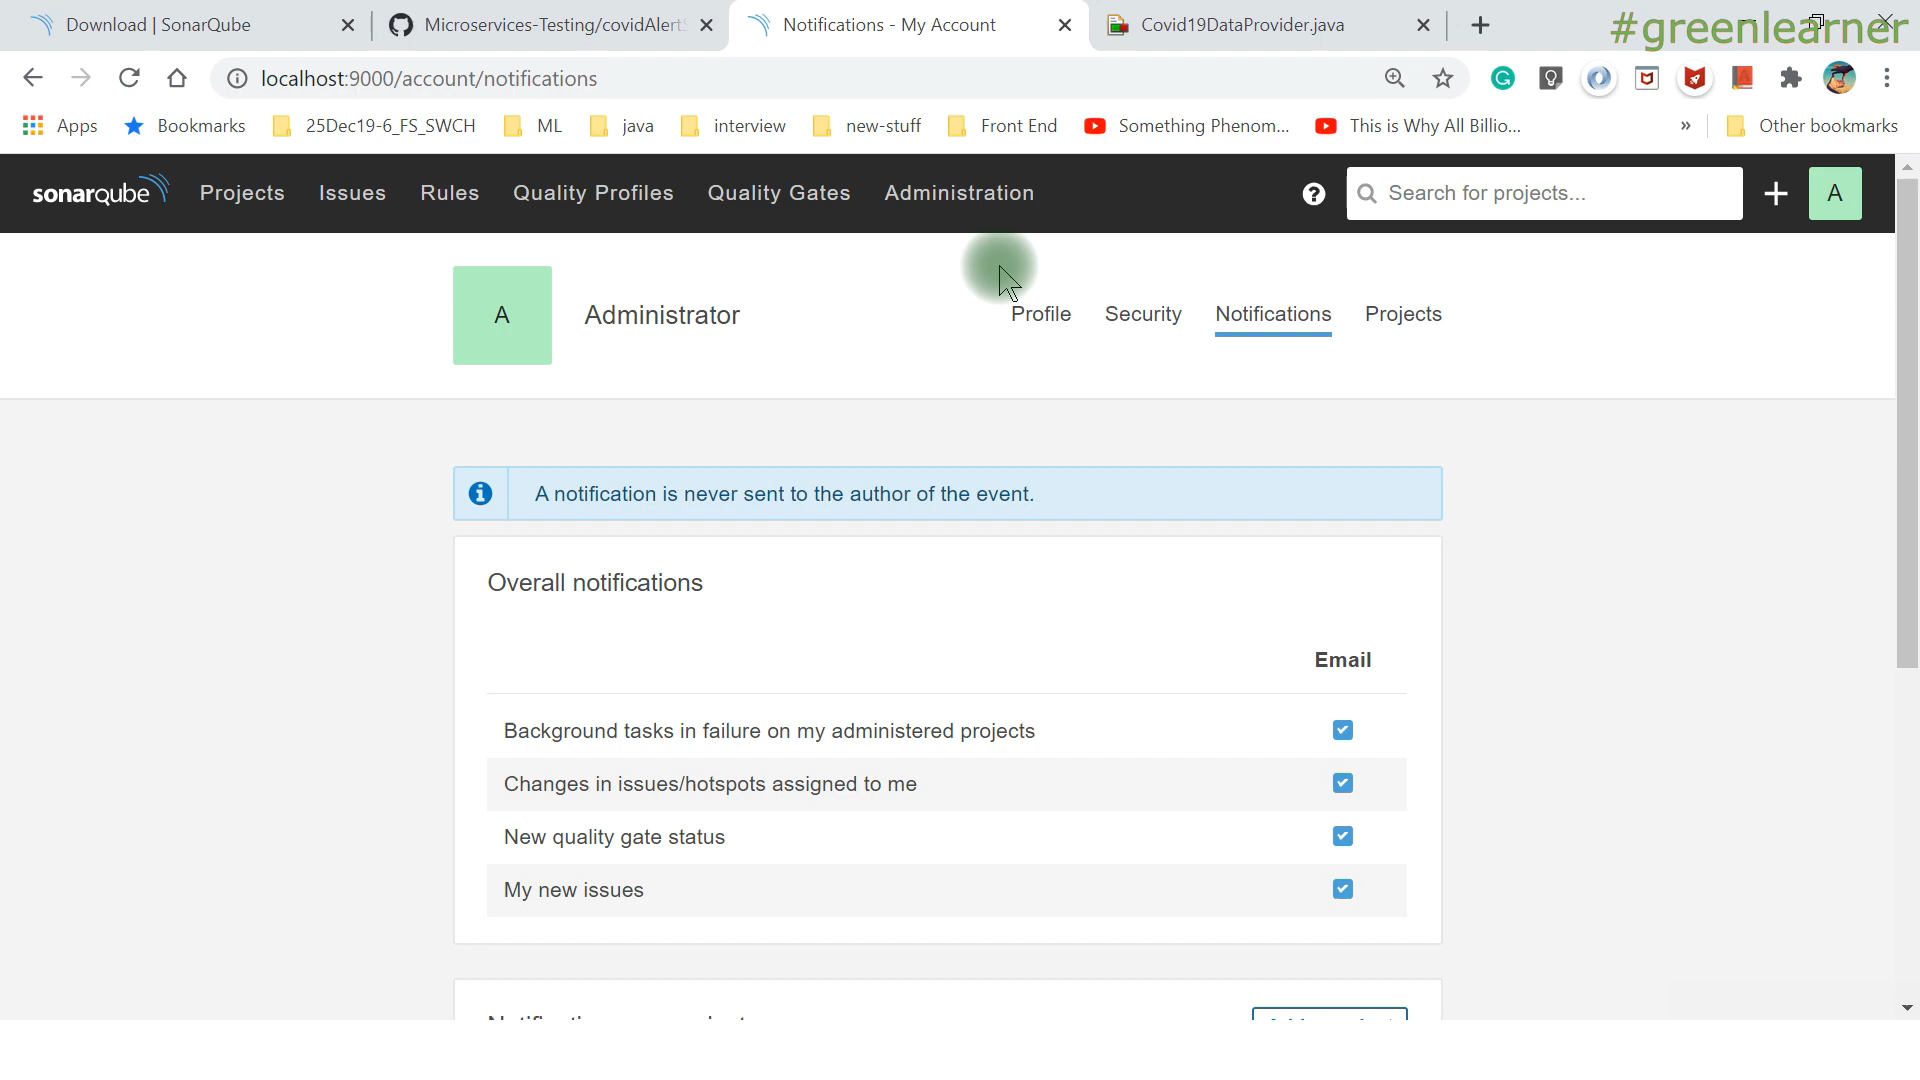 Download | SonarQube
Microservices-Testing/covidAlertS
Notifications - My Account
Covid19DataProvider.java
#greenlearner
localhost:9000/account/notifications
Apps
Bookmarks
25Dec19-6_FS_SWCH
ML
java
interview
new-stuff
Front End
Something Phenom...
This is Why All Billio...
»
Other bookmarks
sonarqube
Projects
Issues
Rules
Quality Profiles
Quality Gates
Administration
Search for projects...
A
A
Administrator
Profile
Security
Notifications
Projects
A notification is never sent to the author of the event.
Overall notifications
Email
Background tasks in failure on my administered projects
Changes in issues/hotspots assigned to me
New quality gate status
My new issues